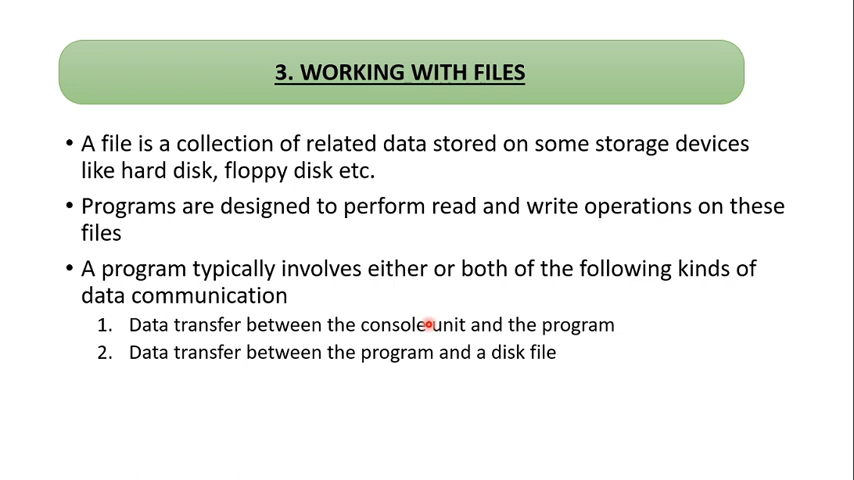 3. WORKING WITH FILES
• A file is a collection of related data stored on some storage devices
like hard disk, floppy disk etc.
• Programs are designed to perform read and write operations on these
files
• A program typically involves either or both of the following kinds of
data communication
1. Data transfer between the console unit and the program
2. Data transfer between the program and a disk file